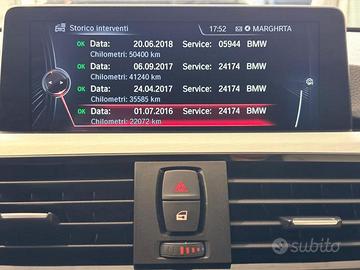 Storico interventi 17:52 MARGHRTA
OK Data: 20.06.2018 Service: 05944 BMW
Chilometri: 50400 km
OK Data: 06.09.2017 Service: 24174 BMW
Chilometri: 41240 km
OK Data: 24.04.2017 Service: 24174 BMW
Chilometri: 35585 km
OK Data: 01.07.2016 Service: 24174 BMW
Chilometri: 22072 km
subito